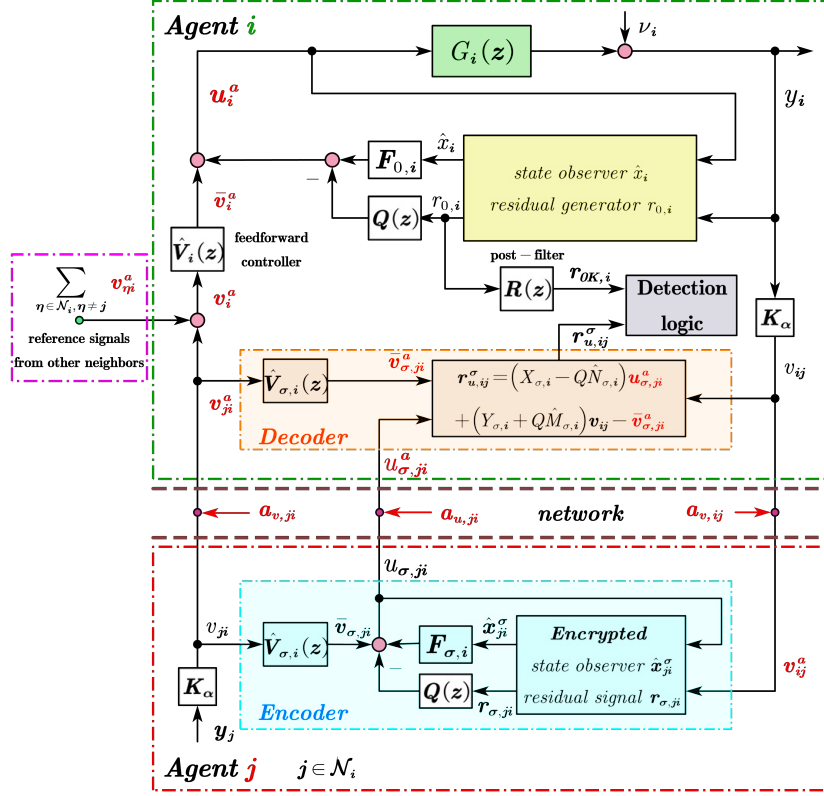 Agent i
ν_i
G_i(z)
y_i
u_i^a
F_{0,i}
x̂_i
state observer x̂_i
residual generator r_{0,i}
−
r_{0,i}
Q(z)
v̄_i^a
V̂_i(z)
feedforward
controller
post − filter
R(z)
r_{0K,i}
Detection
logic
K_α
∑ v_{ηi}^a
η∈𝒩_i, η≠j
reference signals
from other neighbors
v_i^a
r_{u,ij}^σ
v_{ij}
v̄_{σ,ji}^a
V̂_{σ,i}(z)
r_{u,ij}^σ=(X_{σ,i}−QN̂_{σ,i})u_{σ,ji}^a
+(Y_{σ,i}+QM̂_{σ,i})v_{ij}−v̄_{σ,ji}^a
v_{ji}^a
Decoder
u_{σ,ji}^a
a_{v,ji}
a_{u,ji}
network
a_{v,ij}
u_{σ,ji}
v_{ji}
V̂_{σ,i}(z)
v̄_{σ,ji}
F_{σ,i}
x̂_{ji}^σ
Encrypted
state observer x̂_{ji}^σ
residual signal r_{σ,ji}
v_{ij}^a
−
K_α
Q(z)
r_{σ,ji}
Encoder
y_j
Agent j
j∈𝒩_i